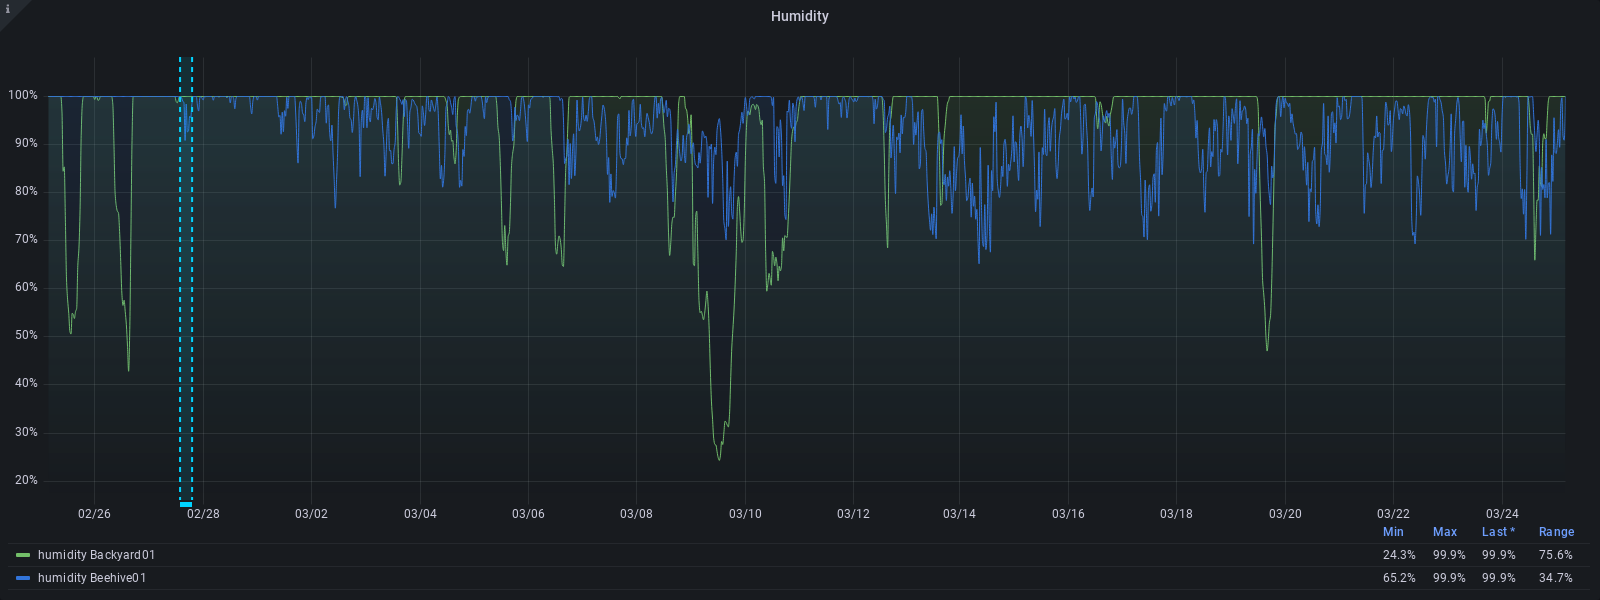 i
Humidity
100%
90%
80%
70%
60%
50%
40%
30%
20%
02/26 02/28 03/02 03/04 03/06 03/08 03/10 03/12 03/14 03/16 03/18 03/20 03/22 03/24
Min Max Last * Range
humidity Backyard01 24.3% 99.9% 99.9% 75.6%
humidity Beehive01 65.2% 99.9% 99.9% 34.7%